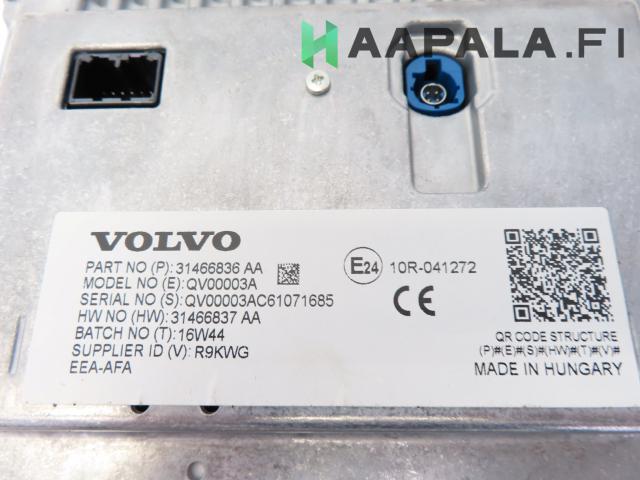 HAAPALA.FI
VOLVO
PART NO (P): 31466836 AA
MODEL NO (E): QV00003A
SERIAL NO (S): QV00003AC61071685
HW NO (HW): 31466837 AA
BATCH NO (T): 16W44
SUPPLIER ID (V): R9KWG
EEA-AFA
E24 10R-041272
CE
QR CODE STRUCTURE
(P)#(E)#(S)#(HW)#(T)#(V)#
MADE IN HUNGARY